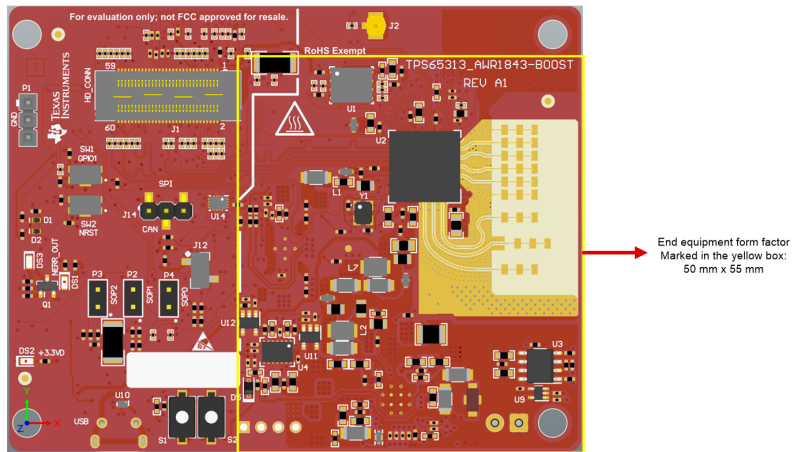 For evaluation only; not FCC approved for resale.
J2
RoHS Exempt
TPS65313_AWR1843-BOOST
REV A1
59
1
HD_CONN
60
J1
2
P1
GND
TEXAS
INSTRUMENTS
U1
U2
SW1
GPIO1
SPI
L1
Y1
SW2
NRST
J14
CAN
U14
D1
D2
J12
DS3
NERR_OUT
DS1
Q1
P3
SOP2
P2
SOP1
P4
SOP0
L7
End equipment form factor
Marked in the yellow box:
50 mm x 55 mm
U12
U11
L2
U4
U3
DS2
+3.3VD
U10
USB
S1
S2
U9
Y
Z
X